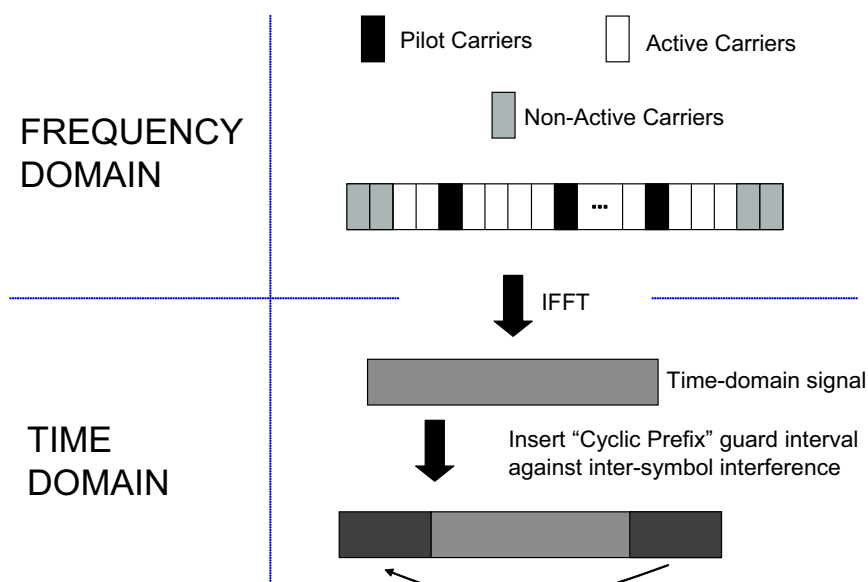 Pilot Carriers
Active Carriers
Non-Active Carriers
FREQUENCY
DOMAIN
...
IFFT
Time-domain signal
TIME
DOMAIN
Insert “Cyclic Prefix” guard interval
against inter-symbol interference